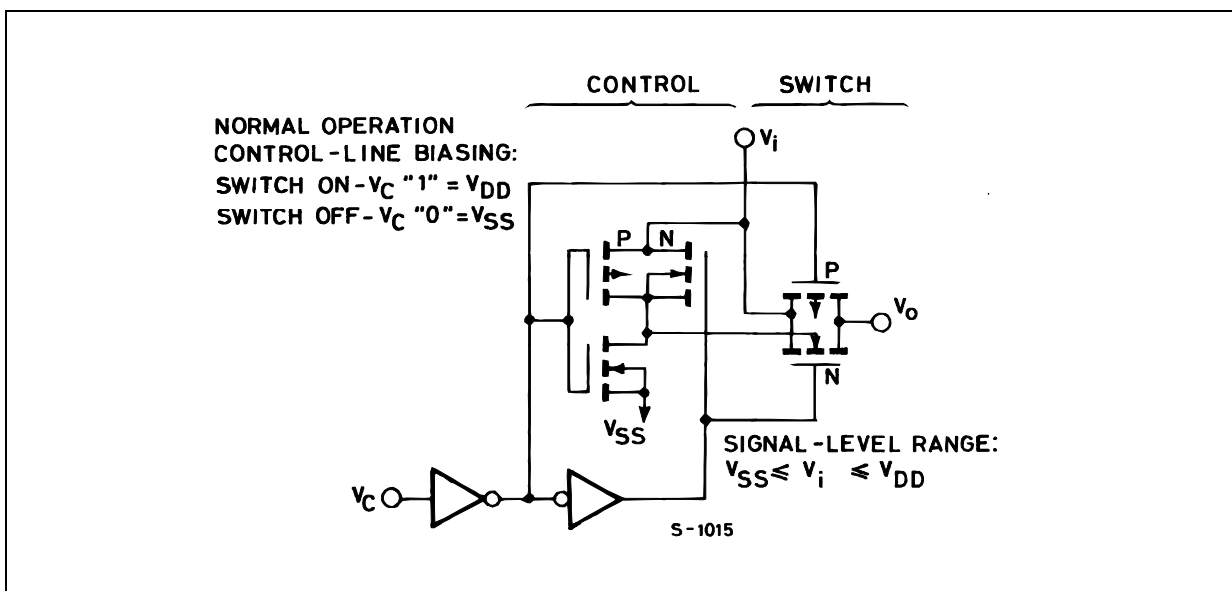 CONTROL
SWITCH
NORMAL OPERATION
CONTROL-LINE BIASING:
SWITCH ON-VC "1" = VDD
SWITCH OFF-VC "0"=VSS
Vi
P
N
P
Vo
N
VSS
SIGNAL-LEVEL RANGE:
VSS ≤ Vi ≤ VDD
VC
S-1015